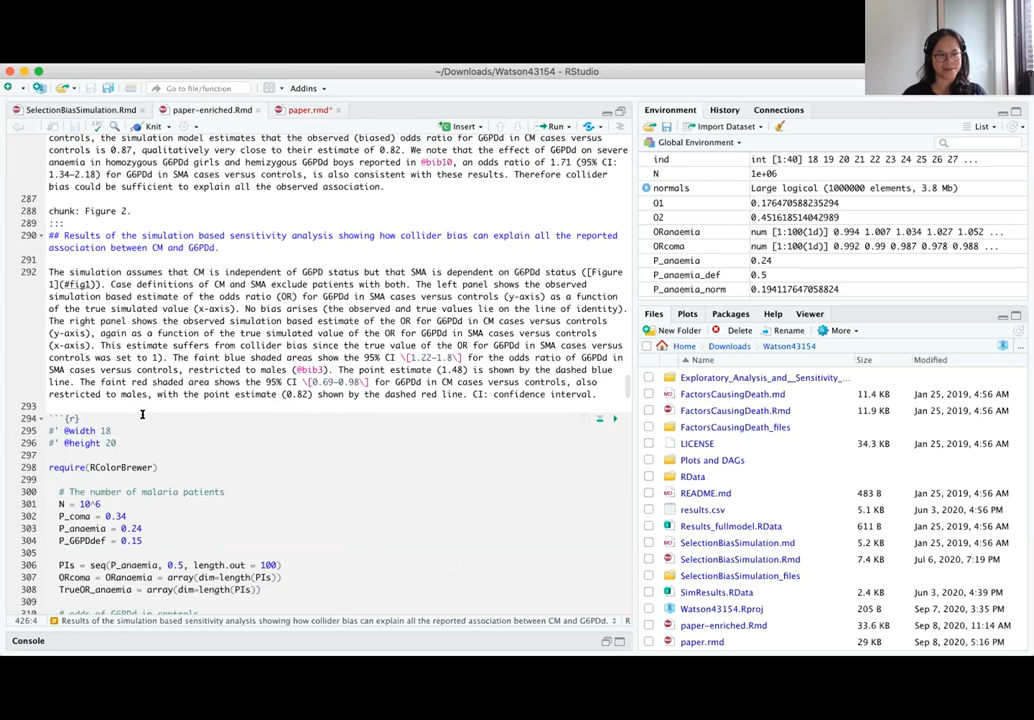 ~/Downloads/Watson43154 - RStudio
Go to file/function
Addins
SelectionBiasSimulation.Rmd
paper-enriched.Rmd
paper.rmd*
Knit
Insert
Run
controls, the simulation model estimates that the observed (biased) odds ratio for G6PDd in CM cases versus
controls is 0.87, qualitatively very close to their estimate of 0.82. We note that the effect of G6PDd on severe
anaemia in homozygous G6PDd girls and hemizygous G6PDd boys reported in @bib10, an odds ratio of 1.71 (95% CI:
1.34–2.18) for G6PDd in SMA cases versus controls, is also consistent with these results. Therefore collider
bias could be sufficient to explain all the observed association.
287
288 chunk: Figure 2.
289 :::
290 ## Results of the simulation based sensitivity analysis showing how collider bias can explain all the reported
association between CM and G6PDd.
291
292 The simulation assumes that CM is independent of G6PD status but that SMA is dependent on G6PDd status ([Figure
1](#fig1)). Case definitions of CM and SMA exclude patients with both. The left panel shows the observed
simulation based estimate of the odds ratio (OR) for G6PDd in SMA cases versus controls (y-axis) as a function
of the true simulated value (x-axis). No bias arises (the observed and true values lie on the line of identity).
The right panel shows the observed simulation based estimate of the OR for G6PDd in CM cases versus controls
(y-axis), again as a function of the true simulated value of the OR for G6PDd in SMA cases versus controls
(x-axis). This estimate suffers from collider bias since the true value of the OR for G6PDd in SMA cases versus
controls was set to 1). The faint blue shaded areas show the 95% CI \[1.22–1.8\] for the odds ratio of G6PDd in
SMA cases versus controls, restricted to males (@bib3). The point estimate (1.48) is shown by the dashed blue
line. The faint red shaded area shows the 95% CI \[0.69–0.98\] for G6PDd in CM cases versus controls, also
restricted to males, with the point estimate (0.82) shown by the dashed red line. CI: confidence interval.
293
294 ```{r}
295 #' @width 18
296 #' @height 20
297
298 require(RColorBrewer)
299
300 # The number of malaria patients
301 N = 10^6
302 P_coma = 0.34
303 P_anaemia = 0.24
304 P_G6PDdef = 0.15
305
306 PIs = seq(P_anaemia, 0.5, length.out = 100)
307 ORcoma = ORanaemia = array(dim=length(PIs))
308 TrueOR_anaemia = array(dim=length(PIs))
309
310 # odds of G6PDd in controls
426:4 Results of the simulation based sensitivity analysis showing how collider bias can explain all the reported association between CM and G6PDd. R
Console
Environment History Connections
Import Dataset List
Global Environment
ind int [1:40] 18 19 20 21 22 23 24 25 26 27 ...
N 1e+06
normals Large logical (1000000 elements, 3.8 Mb)
O1 0.176470588235294
O2 0.451618514042989
ORanaemia num [1:100(1d)] 0.994 1.007 1.034 1.027 1.052 ...
ORcoma num [1:100(1d)] 0.992 0.99 0.987 0.978 0.988 ...
P_anaemia 0.24
P_anaemia_def 0.5
P_anaemia_norm 0.194117647058824
Files Plots Packages Help Viewer
New Folder Delete Rename More
Home Downloads Watson43154
Name Size Modified
Exploratory_Analysis_and__Sensitivity_...
FactorsCausingDeath.md 11.4 KB Jan 25, 2019, 4:56 AM
FactorsCausingDeath.Rmd 11.9 KB Jan 25, 2019, 4:56 AM
FactorsCausingDeath_files
LICENSE 34.3 KB Jan 25, 2019, 4:56 AM
Plots and DAGs
RData
README.md 483 B Jan 25, 2019, 4:56 AM
results.csv 5.1 KB Jun 3, 2020, 4:56 PM
Results_fullmodel.RData 611 B Jan 25, 2019, 4:56 AM
SelectionBiasSimulation.md 5.2 KB Jan 25, 2019, 4:56 AM
SelectionBiasSimulation.Rmd 7.4 KB Jul 6, 2020, 7:19 PM
SelectionBiasSimulation_files
SimResults.RData 2.4 KB Jun 3, 2020, 4:39 PM
Watson43154.Rproj 205 B Sep 7, 2020, 3:35 PM
paper-enriched.Rmd 33.6 KB Sep 8, 2020, 11:14 AM
paper.rmd 29 KB Sep 8, 2020, 5:16 PM